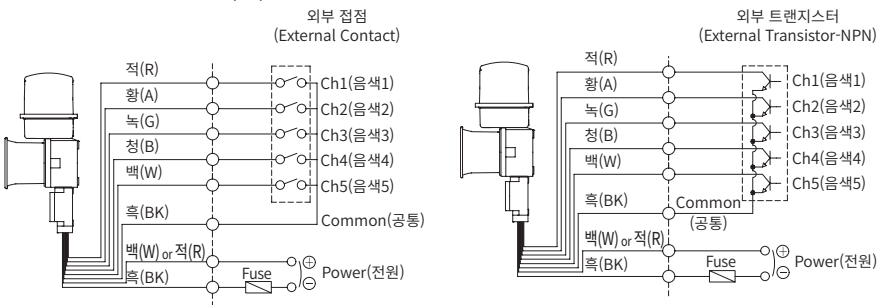 외부 접점
(External Contact)
적(R)
Ch1(음색1)
황(A)
Ch2(음색2)
녹(G)
Ch3(음색3)
청(B)
Ch4(음색4)
백(W)
Ch5(음색5)
흑(BK)
Common(공통)
백(W) or 적(R)
흑(BK)
Fuse
⊕
⊖
Power(전원)
외부 트랜지스터
(External Transistor-NPN)
적(R)
Ch1(음색1)
황(A)
Ch2(음색2)
녹(G)
Ch3(음색3)
청(B)
Ch4(음색4)
백(W)
Ch5(음색5)
흑(BK)
Common
(공통)
백(W) or 적(R)
흑(BK)
Fuse
⊕
⊖
Power(전원)